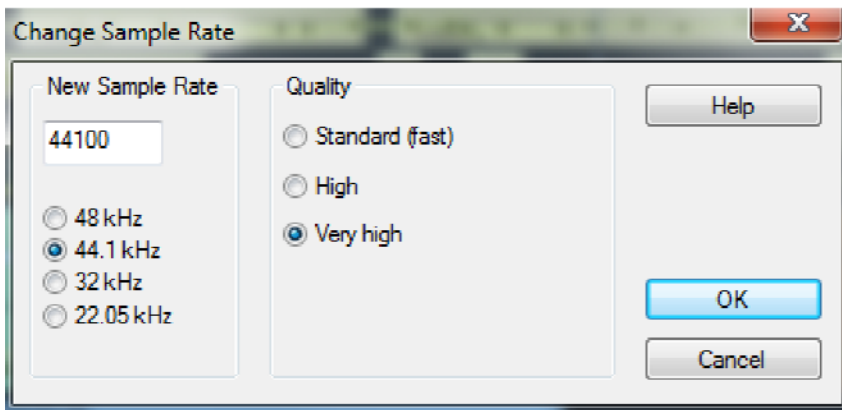 Change Sample Rate
New Sample Rate
44100
48 kHz
44.1 kHz
32 kHz
22.05 kHz
Quality
Standard (fast)
High
Very high
Help
OK
Cancel